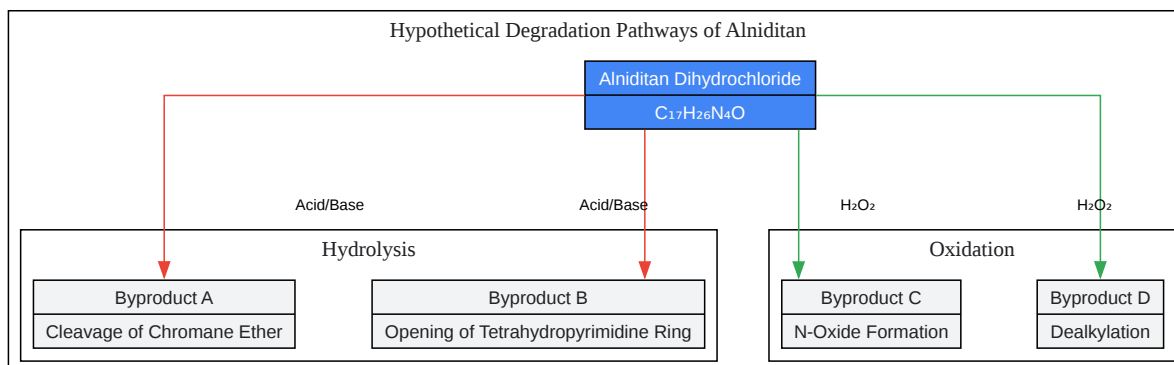 Hypothetical Degradation Pathways of Alniditan
Alniditan Dihydrochloride
C₁₇H₂₆N₄O
Acid/Base
Acid/Base
H₂O₂
H₂O₂
Hydrolysis
Oxidation
Byproduct A
Cleavage of Chromane Ether
Byproduct B
Opening of Tetrahydropyrimidine Ring
Byproduct C
N-Oxide Formation
Byproduct D
Dealkylation